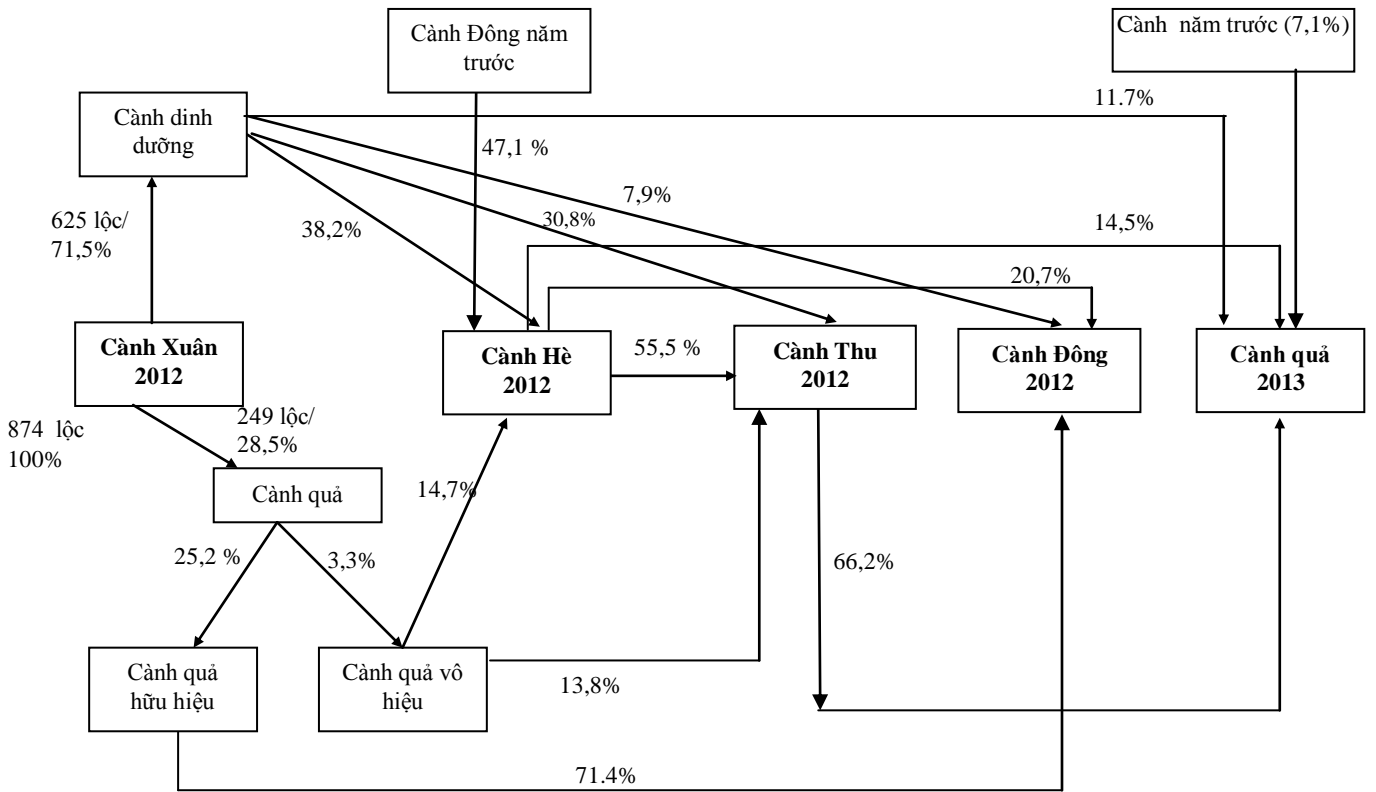 Cành Đông năm
trước
Cành năm trước (7,1%)
Cành dinh
dưỡng
11.7%
47,1 %
7,9%
625 lộc/
71,5%
38,2%
30,8%
14,5%
20,7%
Cành Xuân
2012
Cành Hè
2012
55,5 %
Cành Thu
2012
Cành Đông
2012
Cành quả
2013
874 lộc
100%
249 lộc/
28,5%
Cành quả
14,7%
25,2 %
3,3%
66,2%
Cành quả
hữu hiệu
Cành quả vô
hiệu
13,8%
71.4%